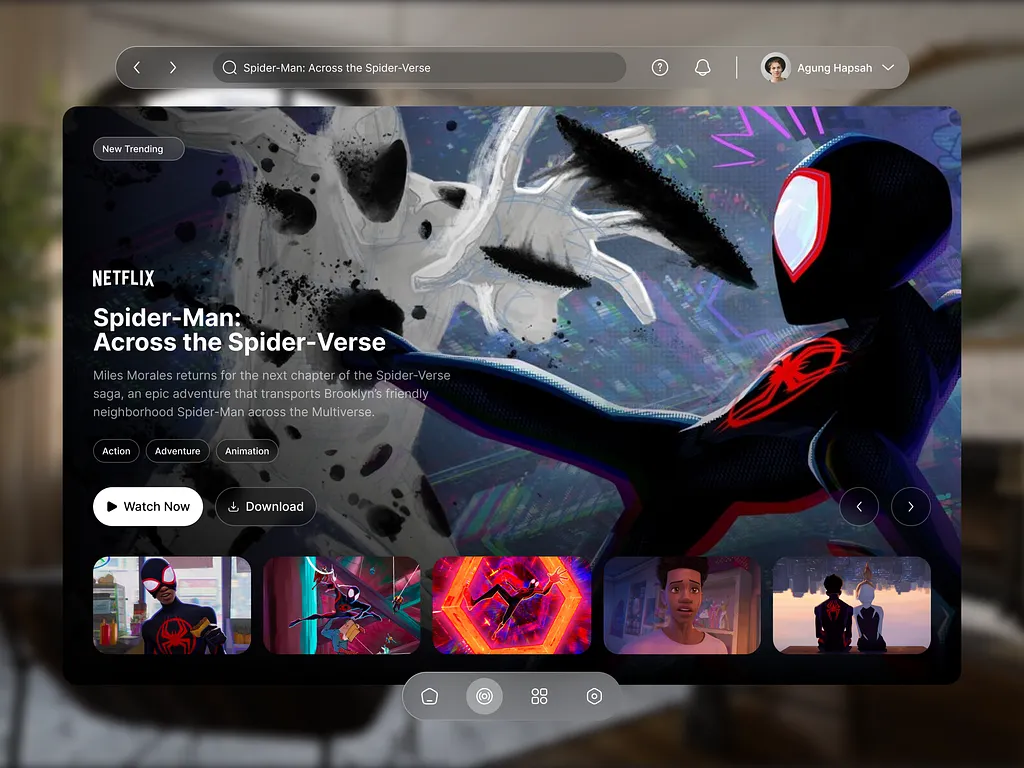 Spider-Man: Across the Spider-Verse
Agung Hapsah
New Trending
NETFLIX
Spider-Man:
Across the Spider-Verse
Miles Morales returns for the next chapter of the Spider-Verse
saga, an epic adventure that transports Brooklyn's friendly
neighborhood Spider-Man across the Multiverse.
Action
Adventure
Animation
Watch Now
Download